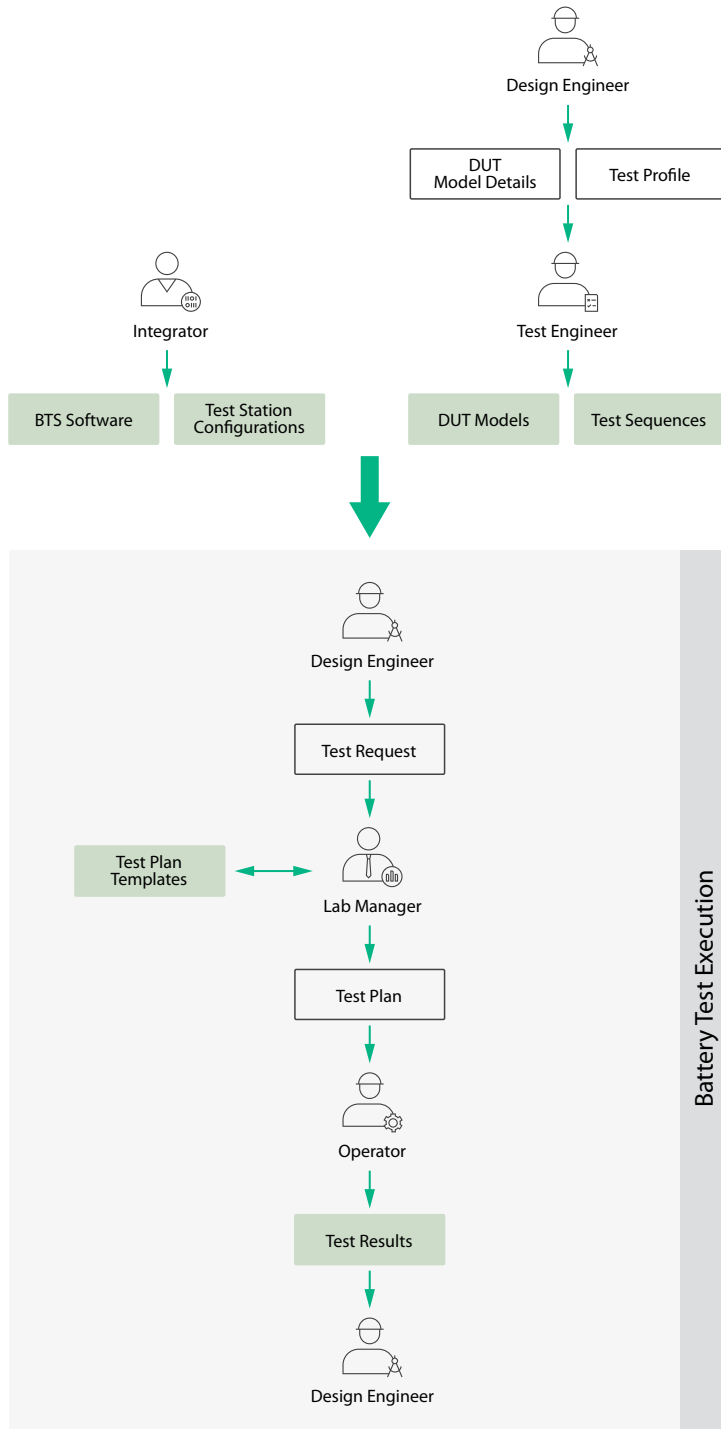 Design Engineer
DUT
Model Details
Test Profile
Integrator
Test Engineer
BTS Software
Test Station
Configurations
DUT Models
Test Sequences
Design Engineer
Test Request
Test Plan
Templates
Lab Manager
Test Plan
Operator
Test Results
Design Engineer
Battery Test Execution